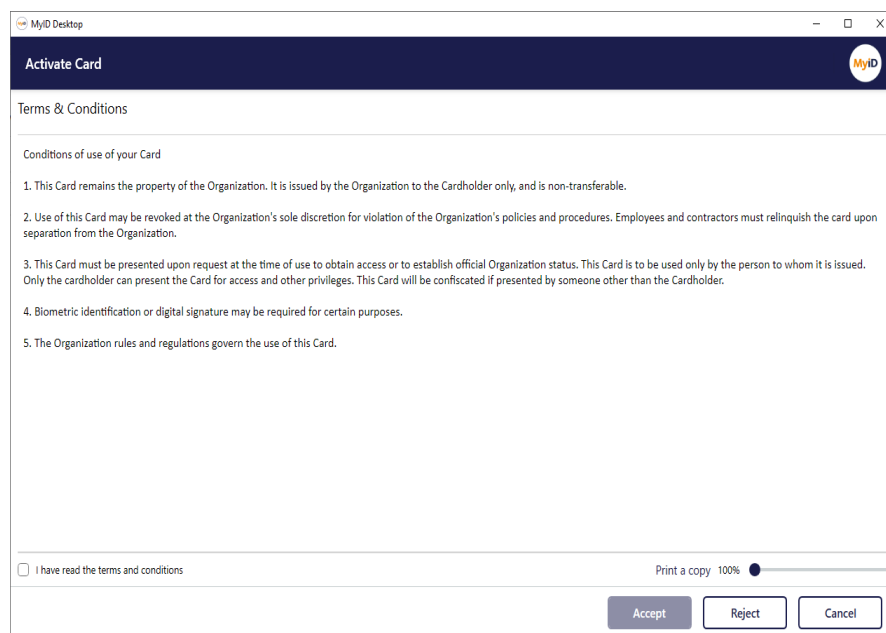 MyID Desktop
Activate Card
MyID
Terms & Conditions
Conditions of use of your Card
1. This Card remains the property of the Organization. It is issued by the Organization to the Cardholder only, and is non-transferable.
2. Use of this Card may be revoked at the Organization's sole discretion for violation of the Organization's policies and procedures. Employees and contractors must relinquish the card upon
separation from the Organization.
3. This Card must be presented upon request at the time of use to obtain access or to establish official Organization status. This Card is to be used only by the person to whom it is issued.
Only the cardholder can present the Card for access and other privileges. This Card will be confiscated if presented by someone other than the Cardholder.
4. Biometric identification or digital signature may be required for certain purposes.
5. The Organization rules and regulations govern the use of this Card.
I have read the terms and conditions
Print a copy 100%
Accept Reject Cancel